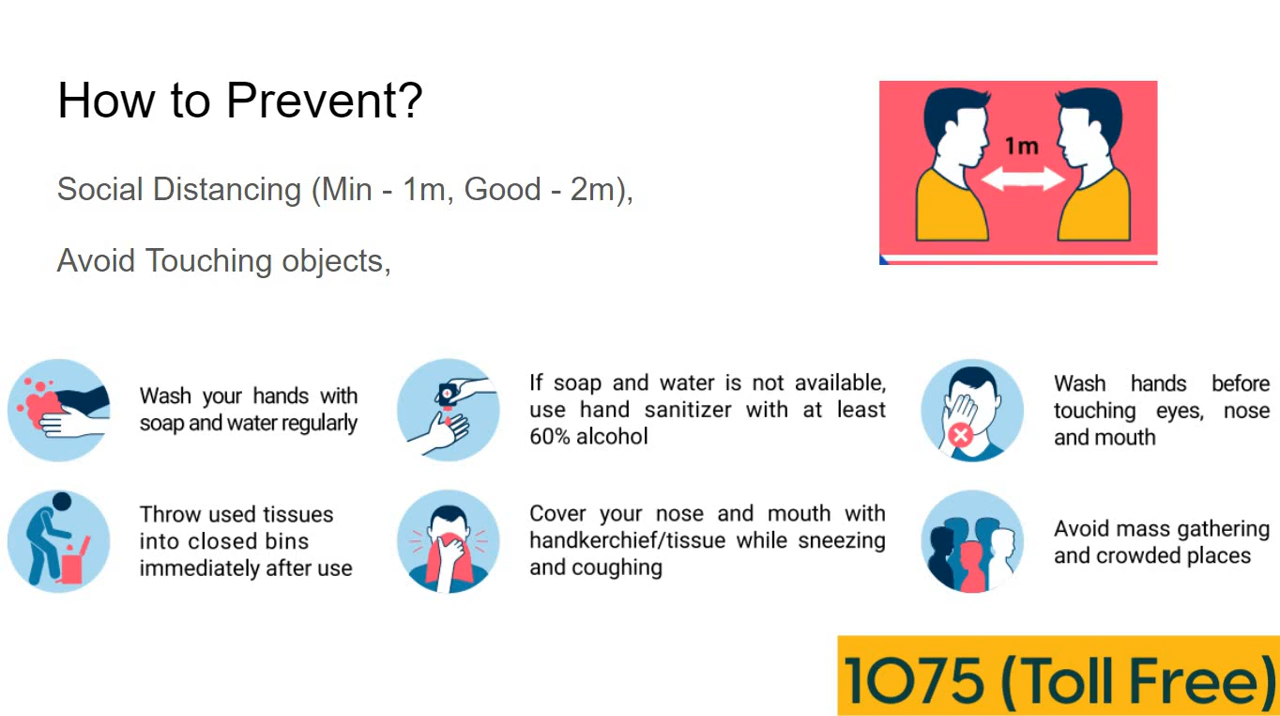 How to Prevent?
Social Distancing (Min - 1m, Good - 2m),
Avoid Touching objects,
1m
Wash your hands with
soap and water regularly
If soap and water is not available,
use hand sanitizer with at least
60% alcohol
Wash hands before
touching eyes, nose
and mouth
Throw used tissues
into closed bins
immediately after use
Cover your nose and mouth with
handkerchief/tissue while sneezing
and coughing
Avoid mass gathering
and crowded places
1075 (Toll Free)